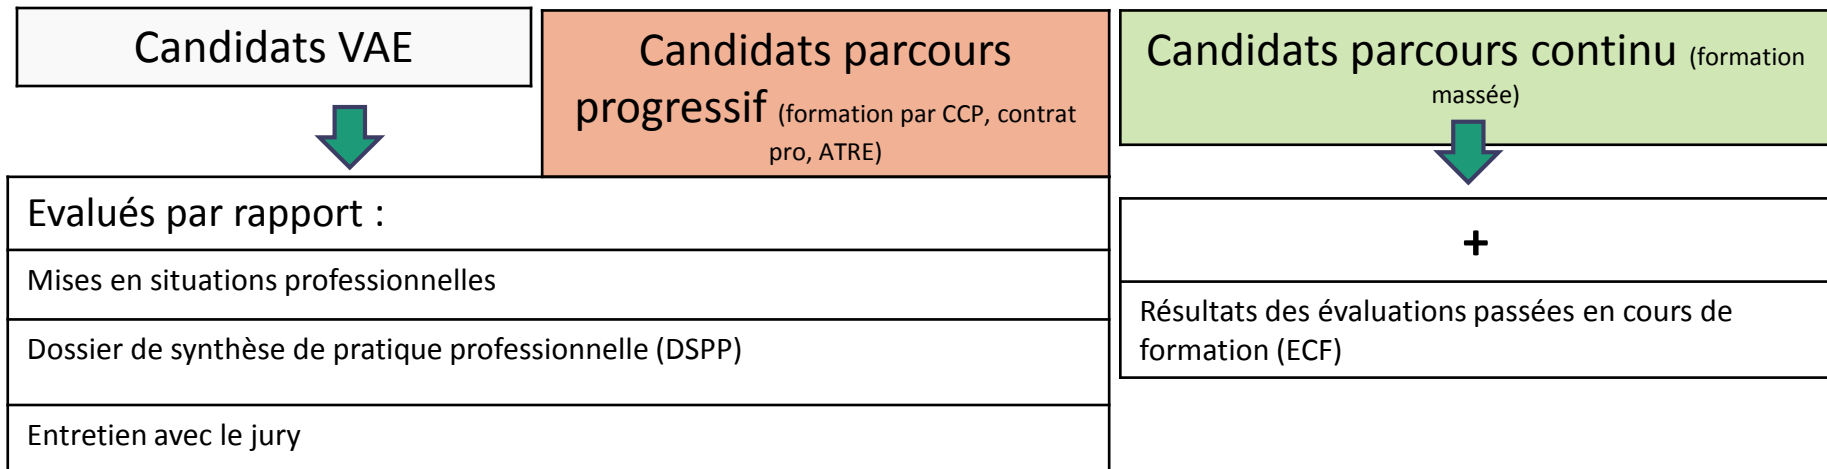 Candidats VAE
Candidats parcours
progressif (formation par CCP, contrat
pro, ATRE)
Candidats parcours continu (formation
massée)
Evalués par rapport :
Mises en situations professionnelles
Dossier de synthèse de pratique professionnelle (DSPP)
Entretien avec le jury
+
Résultats des évaluations passées en cours de
formation (ECF)